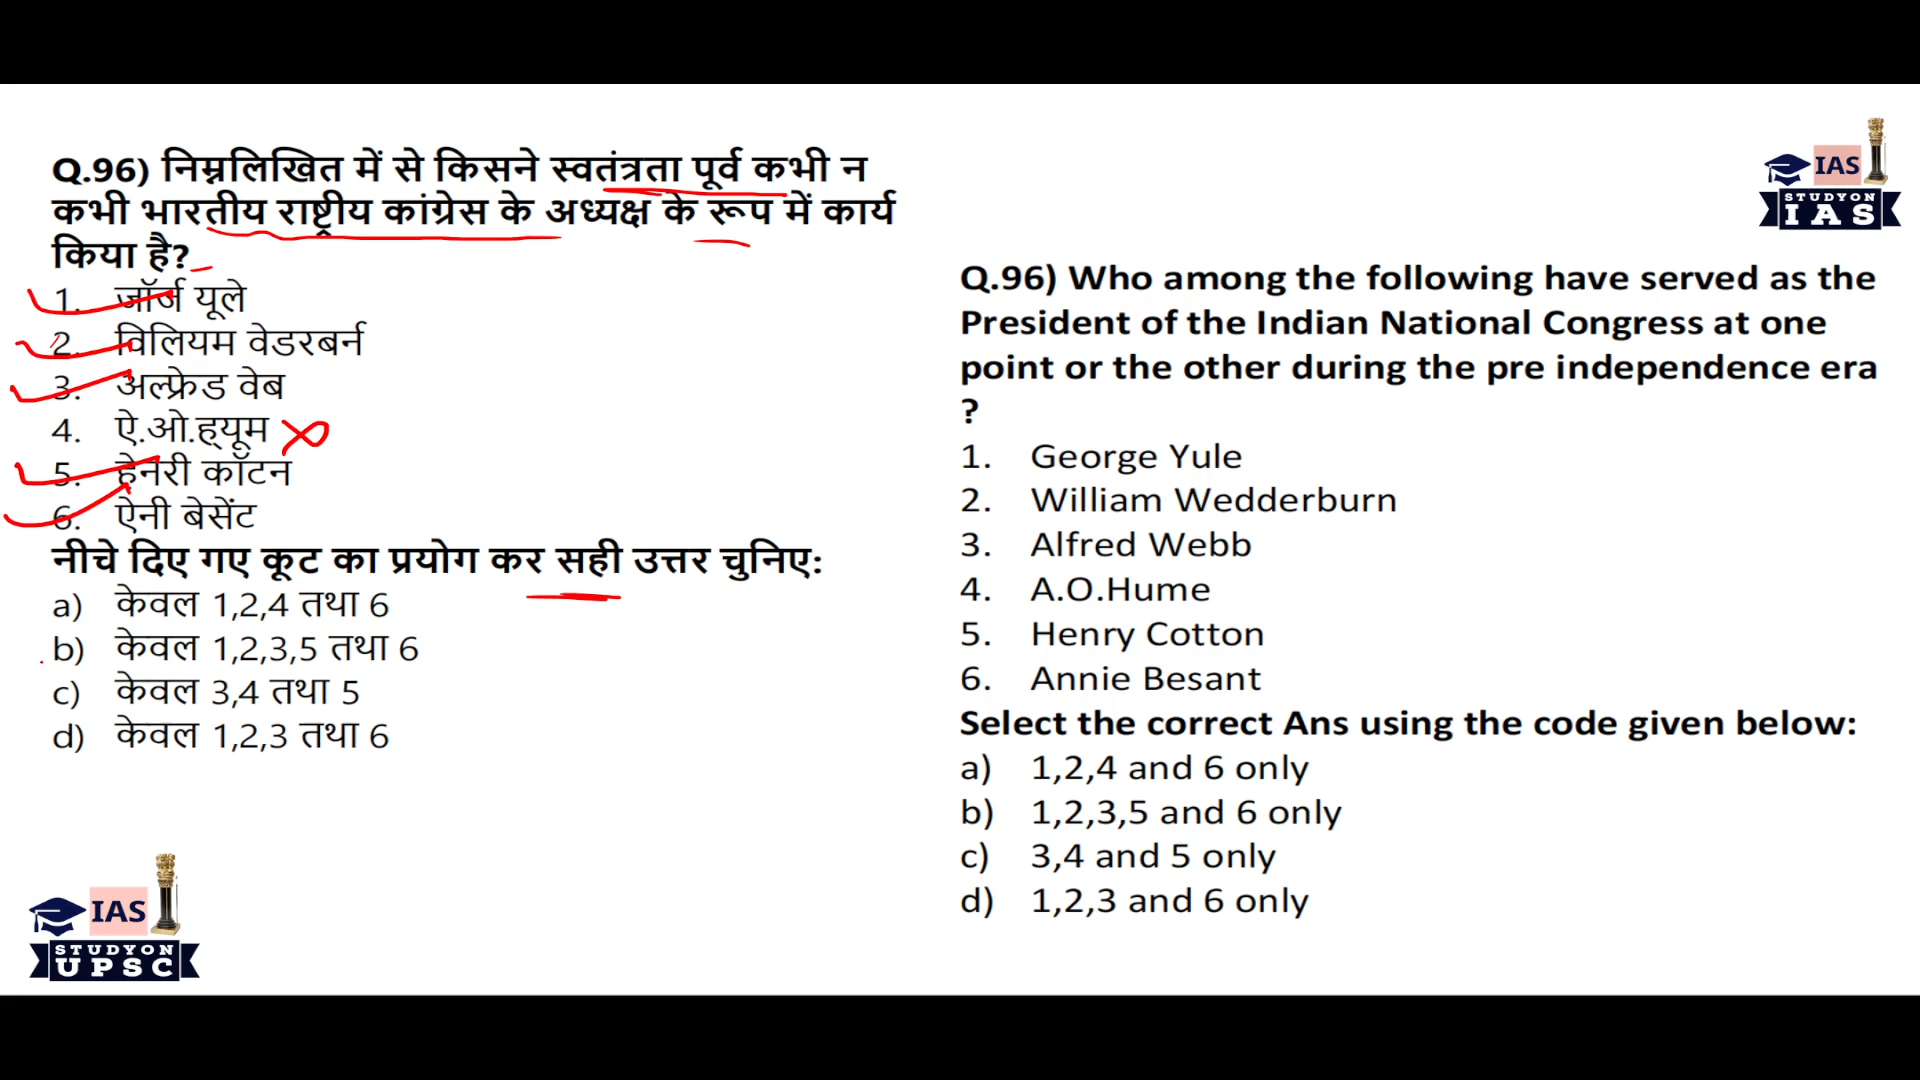 Q.96) निम्नलिखित में से किसने स्वतंत्रता पूर्व कभी न
कभी भारतीय राष्ट्रीय कांग्रेस के अध्यक्ष के रूप में कार्य
किया है?
1. जॉर्ज यूले
2. विलियम वेडरबर्न
3. अल्फ्रेड वेब
4. ऐ.ओ.ह्यूम
5. हेनरी कॉटन
6. ऐनी बेसेंट
नीचे दिए गए कूट का प्रयोग कर सही उत्तर चुनिए:
a) केवल 1,2,4 तथा 6
b) केवल 1,2,3,5 तथा 6
c) केवल 3,4 तथा 5
d) केवल 1,2,3 तथा 6
IAS
STUDYON
UPSC
IAS
STUDYON
IAS
Q.96) Who among the following have served as the
President of the Indian National Congress at one
point or the other during the pre independence era
?
1. George Yule
2. William Wedderburn
3. Alfred Webb
4. A.O.Hume
5. Henry Cotton
6. Annie Besant
Select the correct Ans using the code given below:
a) 1,2,4 and 6 only
b) 1,2,3,5 and 6 only
c) 3,4 and 5 only
d) 1,2,3 and 6 only